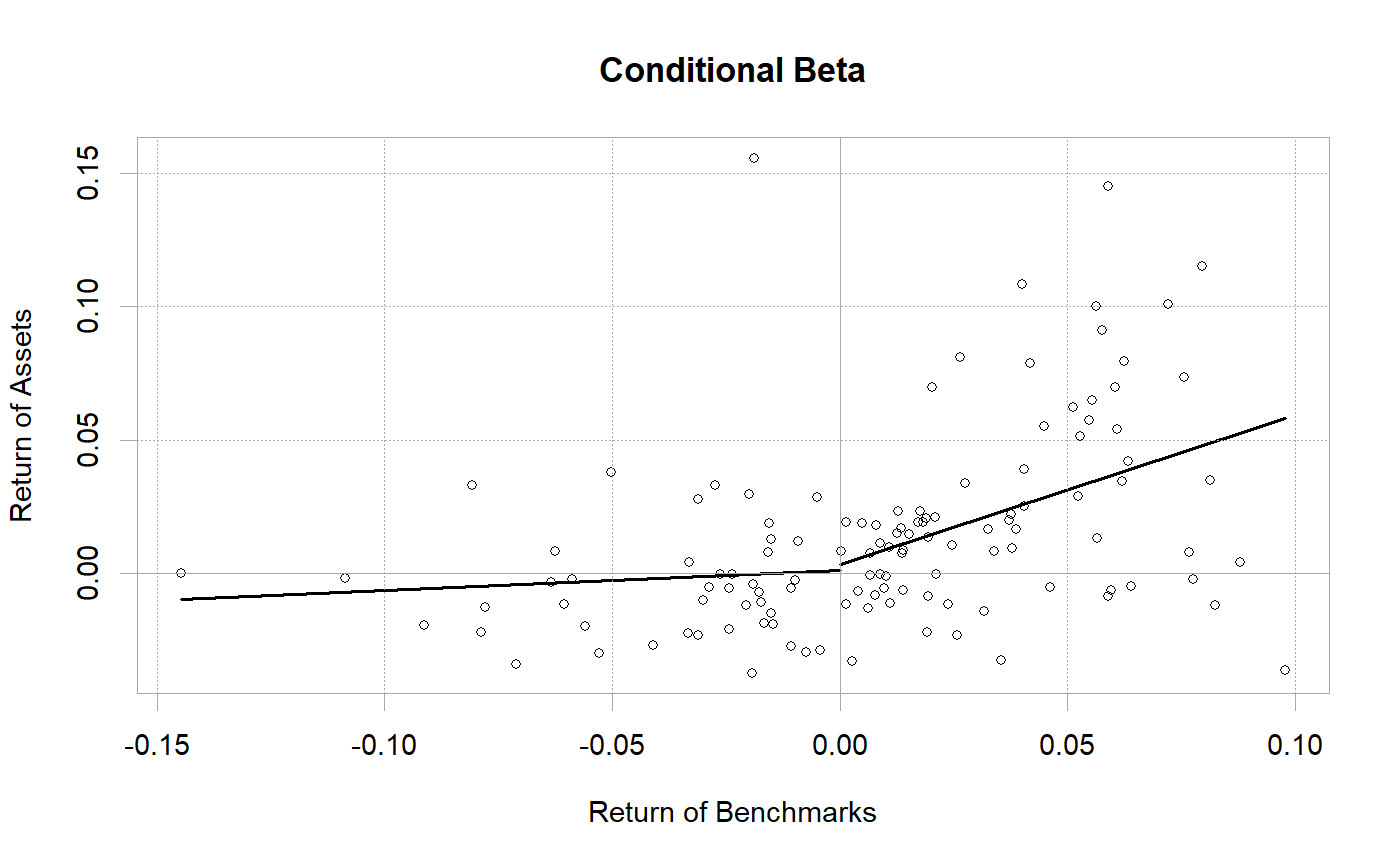 Conditional Beta
Return of Assets
0.15
0.10
0.05
0.00
-0.15 -0.10 -0.05 0.00 0.05 0.10
Return of Benchmarks